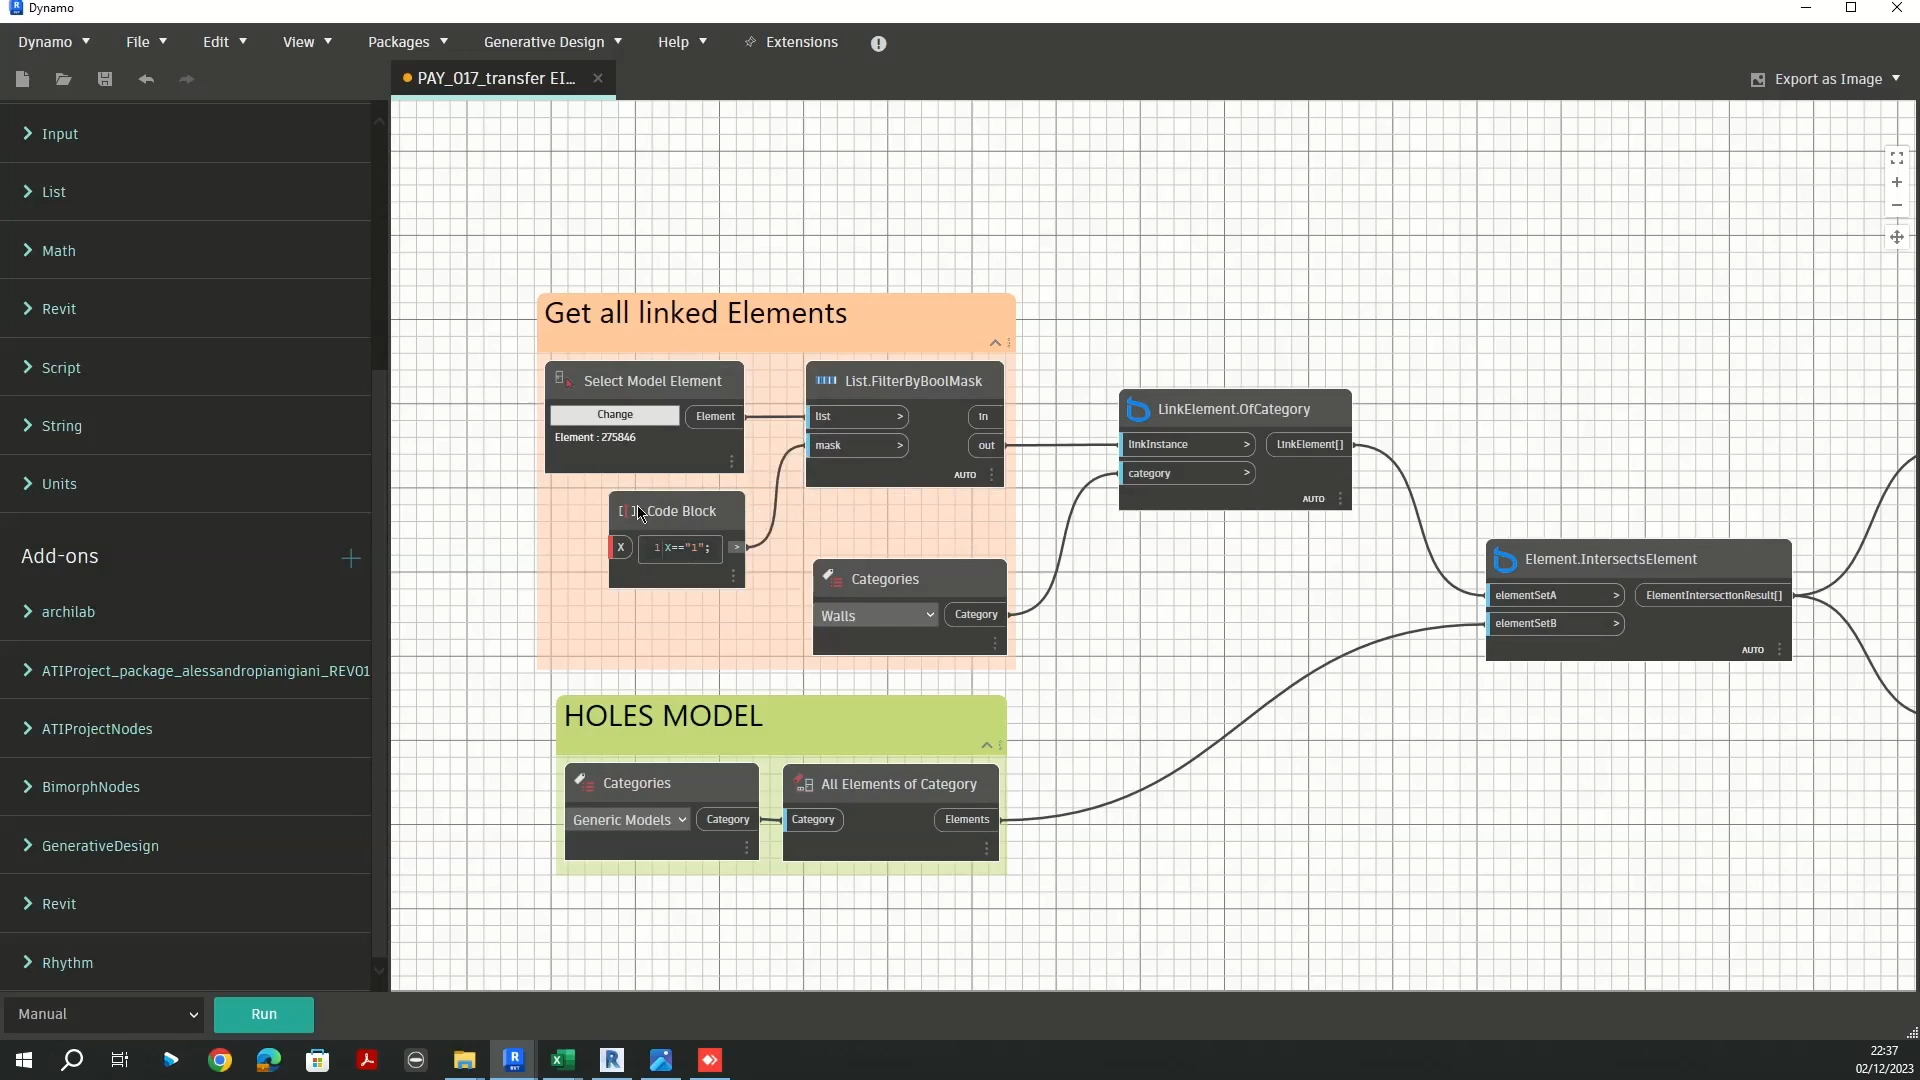 Dynamo
Dynamo File Edit View Packages Generative Design Help Extensions
PAY_017_transfer EI...
Export as Image
Input
List
Math
Revit
Script
String
Units
Add-ons
archilab
ATIProject_package_alessandropianigiani_REV01
ATIProjectNodes
BimorphNodes
GenerativeDesign
Revit
Rhythm
Get all linked Elements
Select Model Element
Change
Element
Element : 275846
List.FilterByBoolMask
list >
in
mask >
out
AUTO
[ ] Code Block
X
1 X=="1";
>
Categories
Walls
Category
HOLES MODEL
Categories
Generic Models
Category
All Elements of Category
Category
Elements
LinkElement.OfCategory
linkInstance >
LinkElement[]
category >
AUTO
Element.IntersectsElement
elementSetA >
ElementIntersectionResult[]
elementSetB >
AUTO
Manual
Run
22:37
02/12/2023